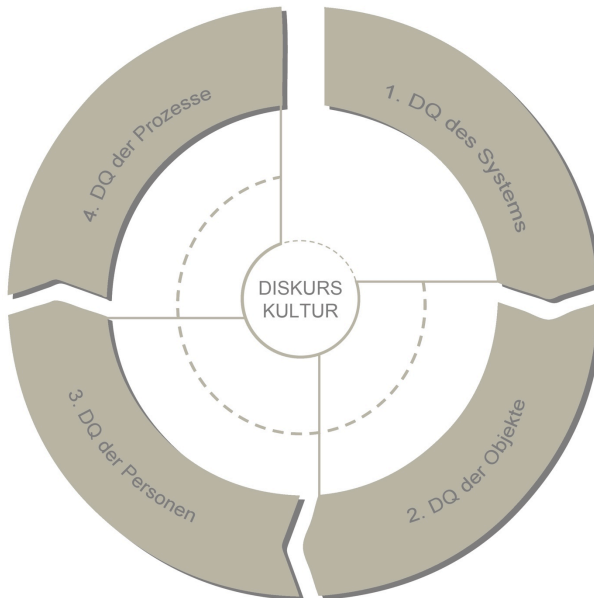 1. DQ des Systems
2. DQ der Objekte
3. DQ der Personen
4. DQ der Prozesse
DISKURS
KULTUR